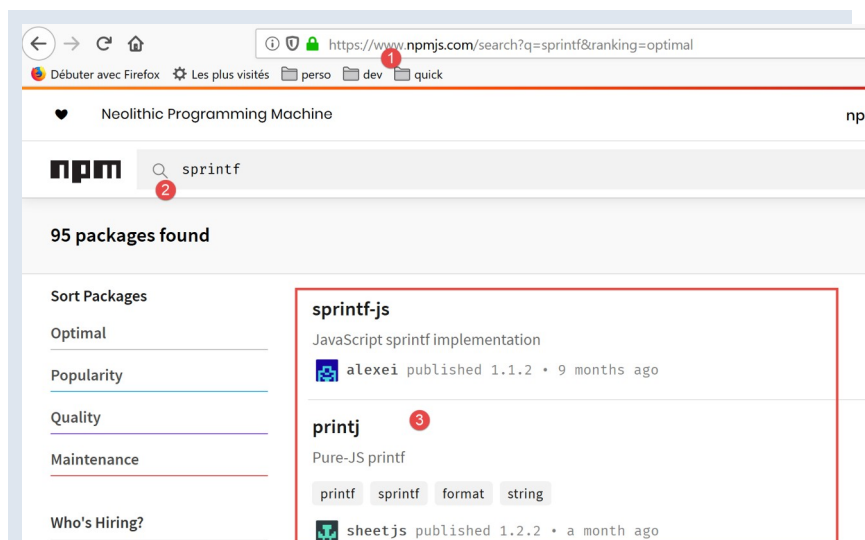 https://www.npmjs.com/search?q=sprintf&ranking=optimal
1
Débuter avec Firefox Les plus visités perso dev quick
Neolithic Programming Machine np
npm sprintf
2
95 packages found
Sort Packages
Optimal
Popularity
Quality
Maintenance
Who's Hiring?
sprintf-js
JavaScript sprintf implementation
alexei published 1.1.2 • 9 months ago
printj 3
Pure-JS printf
printf sprintf format string
sheetjs published 1.2.2 • a month ago